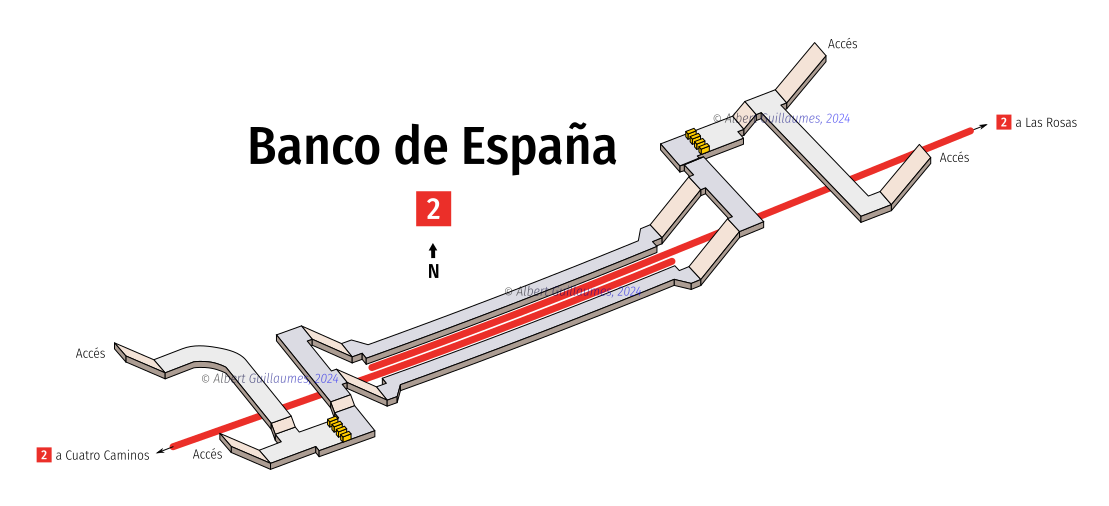 Accés
© Albert Guillaumes, 2024
2 a Las Rosas
Banco de España
Accés
2
N
© Albert Guillaumes, 2024
Accés
© Albert Guillaumes, 2024
2 a Cuatro Caminos
Accés